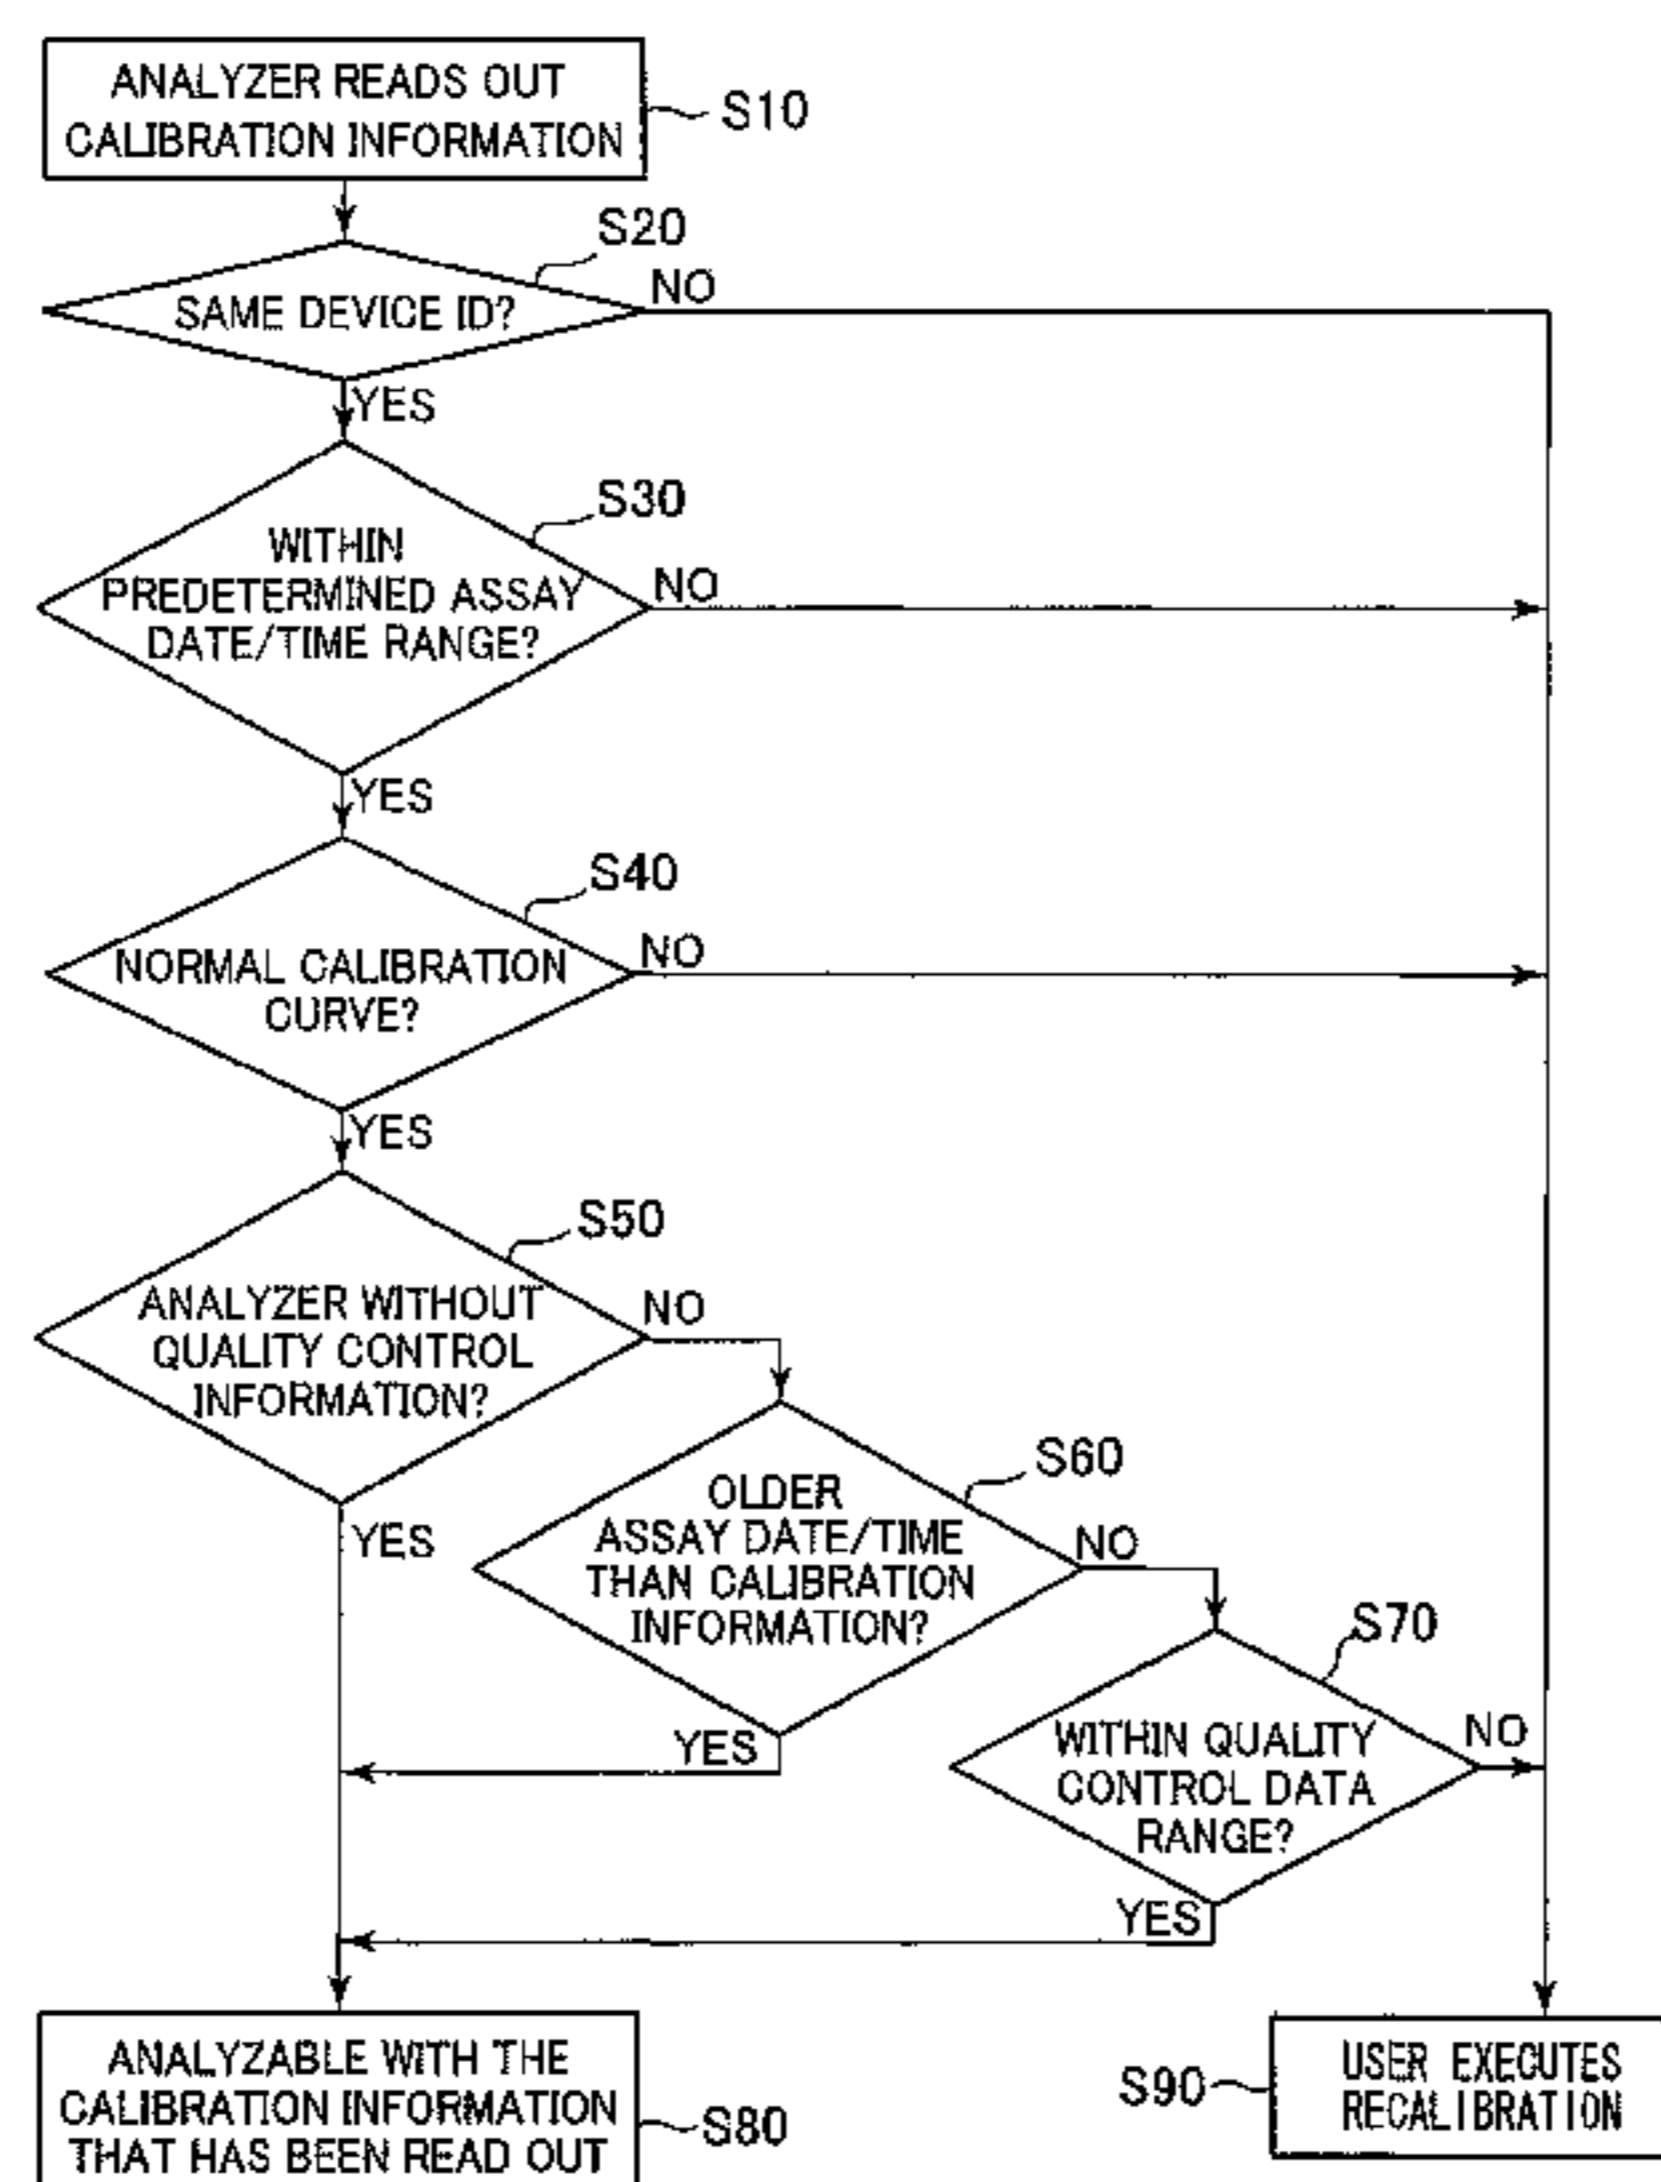 ANALYZER READS OUT
CALIBRATION INFORMATION
S10
S20
SAME DEVICE ID?
NO
YES
S30
WITHIN
PREDETERMINED ASSAY
DATE/TIME RANGE?
NO
YES
S40
NORMAL CALIBRATION
CURVE?
NO
YES
S50
ANALYZER WITHOUT
QUALITY CONTROL
INFORMATION?
NO
YES
S60
OLDER
ASSAY DATE/TIME
THAN CALIBRATION
INFORMATION?
NO
YES
S70
WITHIN QUALITY
CONTROL DATA
RANGE?
NO
YES
ANALYZABLE WITH THE
CALIBRATION INFORMATION
THAT HAS BEEN READ OUT
S80
S90
USER EXECUTES
RECALIBRATION